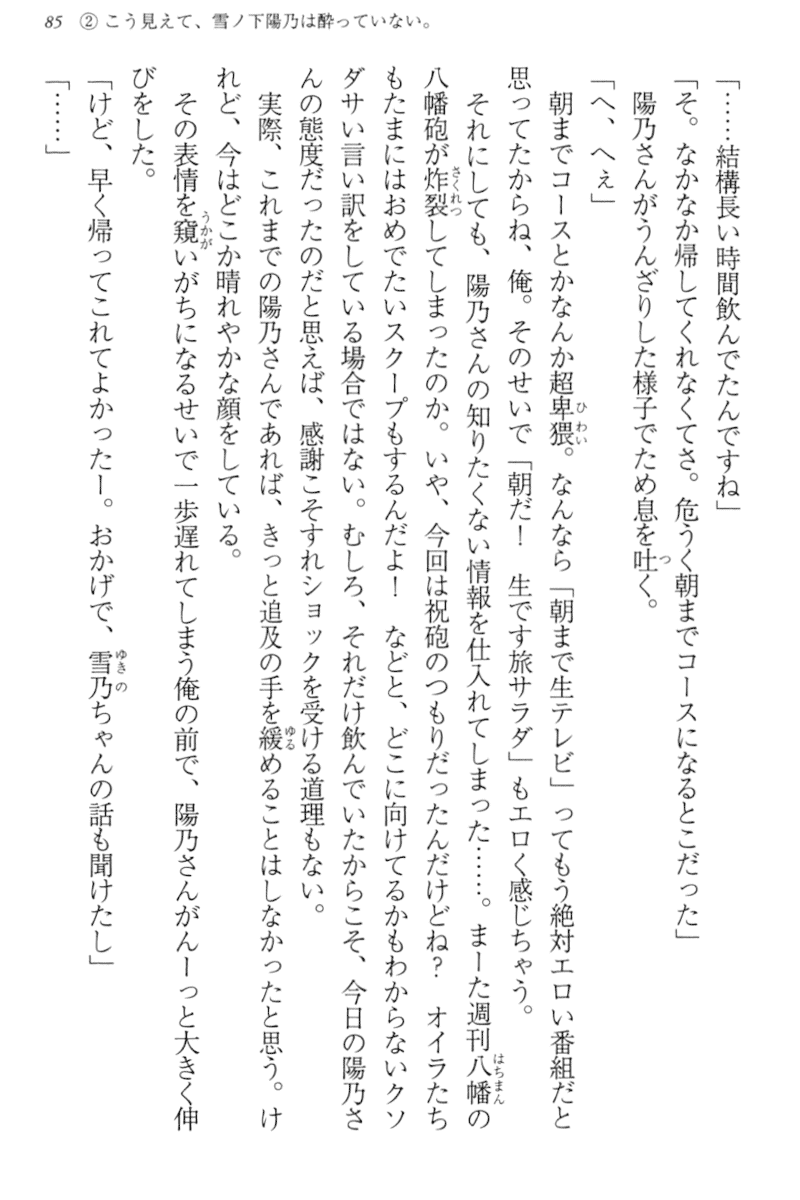 85　② こう見えて、雪ノ下陽乃は酔っていない。
「……結構長い時間飲んでたんですね」
「そ。なかなか帰してくれなくてさ。危うく朝までコースになるとこだった」
　陽乃さんがうんざりした様子でため息を吐く。
「へ、へぇ」
　朝までコースとかなんか超卑猥。なんなら「朝まで生テレビ」ってもう絶対エロい番組だと
思ってたからね、俺。そのせいで「朝だ！　生です旅サラダ」もエロく感じちゃう。
　それにしても、陽乃さんの知りたくない情報を仕入れてしまった……。まーた週刊八幡の
八幡砲が炸裂してしまったのか。いや、今回は祝砲のつもりだったんだけどね？　オイラたち
もたまにはおめでたいスクープもするんだよ！　などと、どこに向けてるかもわからないクソ
ダサい言い訳をしている場合ではない。むしろ、それだけ飲んでいたからこそ、今日の陽乃さ
んの態度だったのだと思えば、感謝こそすれショックを受ける道理もない。
　実際、これまでの陽乃さんであれば、きっと追及の手を緩めることはしなかったと思う。け
れど、今はどこか晴れやかな顔をしている。
　その表情を窺いがちになるせいで一歩遅れてしまう俺の前で、陽乃さんがんーっと大きく伸
びをした。
「けど、早く帰ってこれてよかったー。おかげで、雪乃ちゃんの話も聞けたし」
「……」